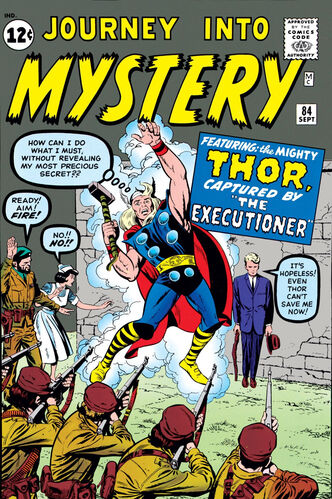 IND.
12¢
JOURNEY INTO
MYSTERY
APPROVED
BY THE
COMICS
CODE
AUTHORITY
MC
84
SEPT.
FEATURING: the MIGHTY
THOR,
CAPTURED BY
"THE
EXECUTIONER"
HOW CAN I DO
WHAT I MUST,
WITHOUT REVEALING
MY MOST PRECIOUS
SECRET??
READY!
AIM!
FIRE!
NO!!
NO!!
IT'S
HOPELESS!
EVEN
THOR
CAN'T
SAVE ME
NOW!